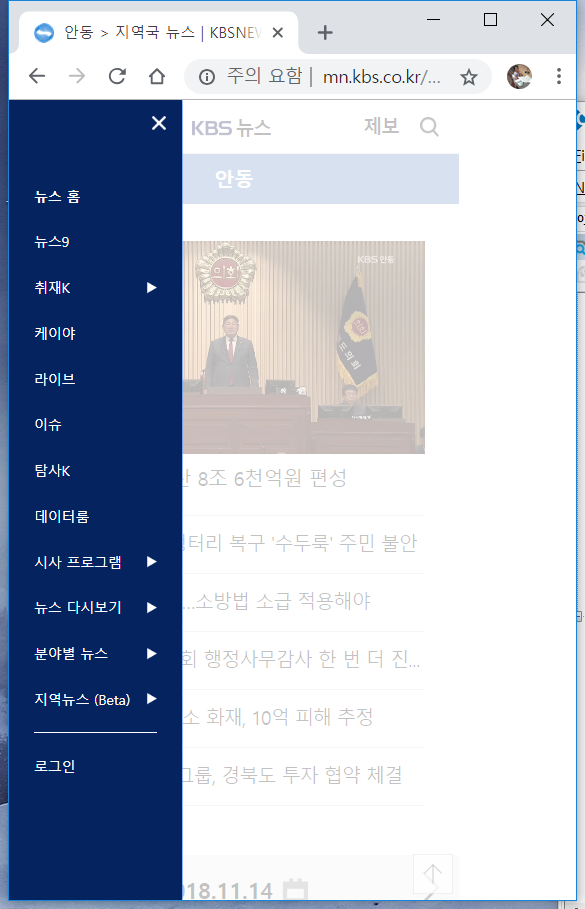 안동 > 지역국 뉴스 | KBSNEW
주의 요함 | mn.kbs.co.kr/...
KBS 뉴스
제보
안동
뉴스 홈
뉴스9
취재K
케이야
라이브
이슈
탐사K
데이터룸
시사 프로그램
뉴스 다시보기
분야별 뉴스
지역뉴스 (Beta)
로그인
KBS 안동
의회
도의회
8조 6천억원 편성
복구 '수두룩' 주민 불안
...소방법 소급 적용해야
행정사무감사 한 번 더 진...
화재, 10억 피해 추정
그룹, 경북도 투자 협약 체결
018.11.14